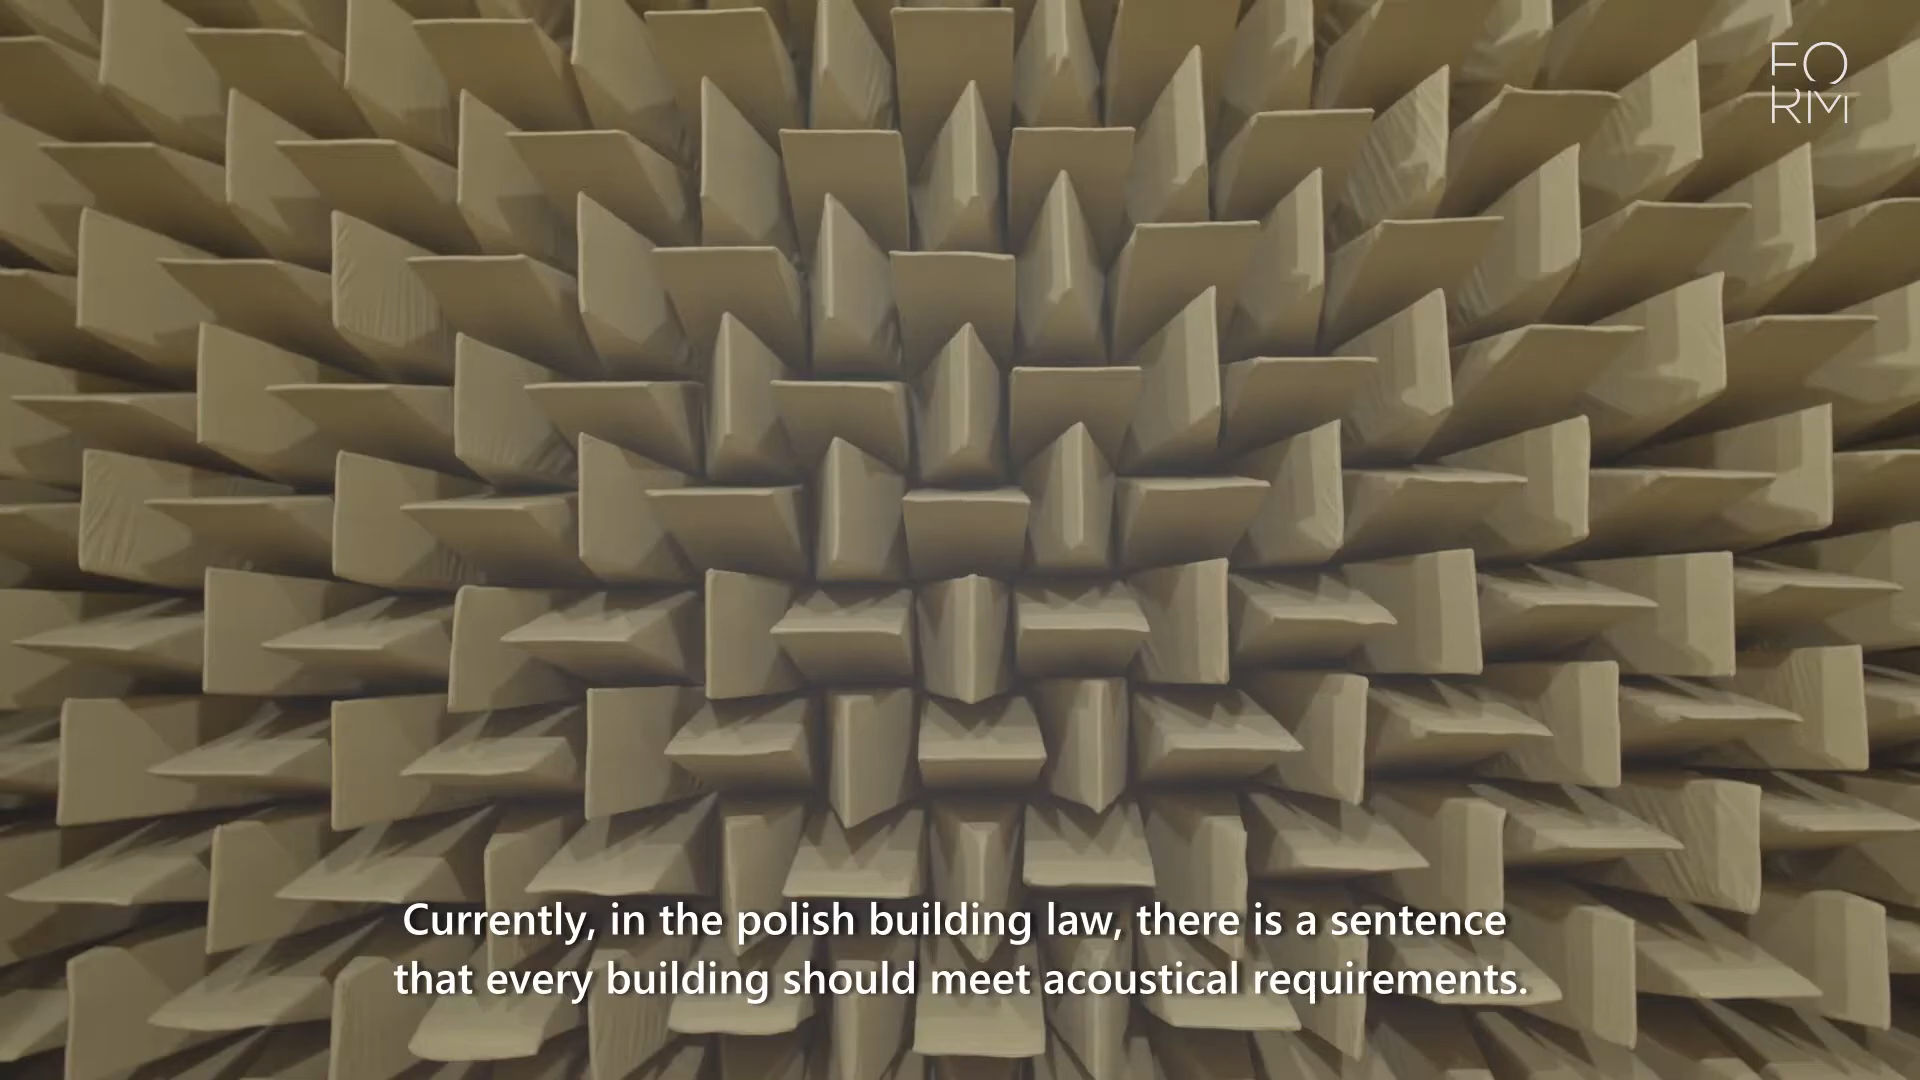 FO
RM
Currently, in the polish building law, there is a sentence
that every building should meet acoustical requirements.